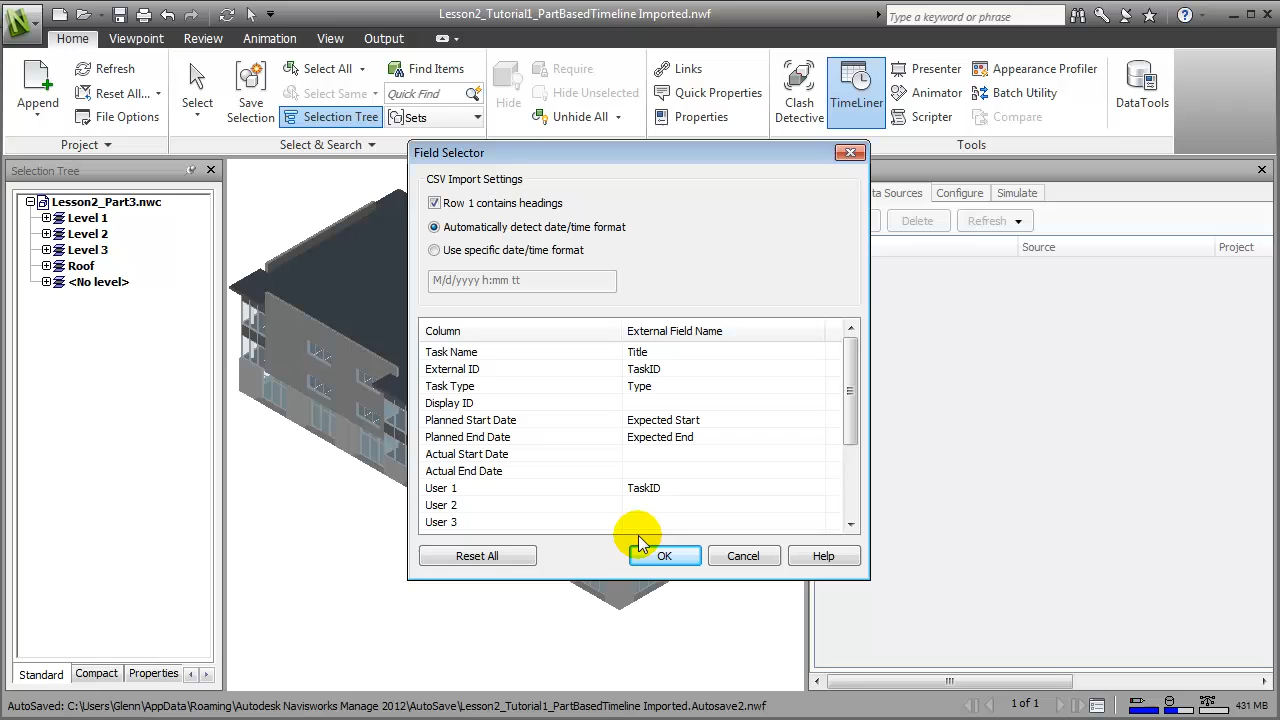 Lesson2_Tutorial1_PartBasedTimeline Imported.nwf
Type a keyword or phrase
Home
Viewpoint
Review
Animation
View
Output
Append
Refresh
Reset All...
File Options
Project
Select
Save Selection
Select All
Select Same
Selection Tree
Find Items
Quick Find
Sets
Select & Search
Hide
Require
Hide Unselected
Unhide All
Links
Quick Properties
Properties
Clash Detective
TimeLiner
Presenter
Animator
Scripter
Appearance Profiler
Batch Utility
Compare
DataTools
Tools
Selection Tree
Lesson2_Part3.nwc
Level 1
Level 2
Level 3
Roof
<No level>
Standard
Compact
Properties
Field Selector
CSV Import Settings
Row 1 contains headings
Automatically detect date/time format
Use specific date/time format
M/d/yyyy h:mm tt
Column External Field Name
Task Name Title
External ID TaskID
Task Type Type
Display ID
Planned Start Date Expected Start
Planned End Date Expected End
Actual Start Date
Actual End Date
User 1 TaskID
User 2
User 3
Reset All
OK
Cancel
Help
Sources
Configure
Simulate
Delete
Refresh
Source
Project
AutoSaved: C:\Users\Glenn\AppData\Roaming\Autodesk Navisworks Manage 2012\AutoSave\Lesson2_Tutorial1_PartBasedTimeline Imported.Autosave2.nwf
1 of 1
431 MB